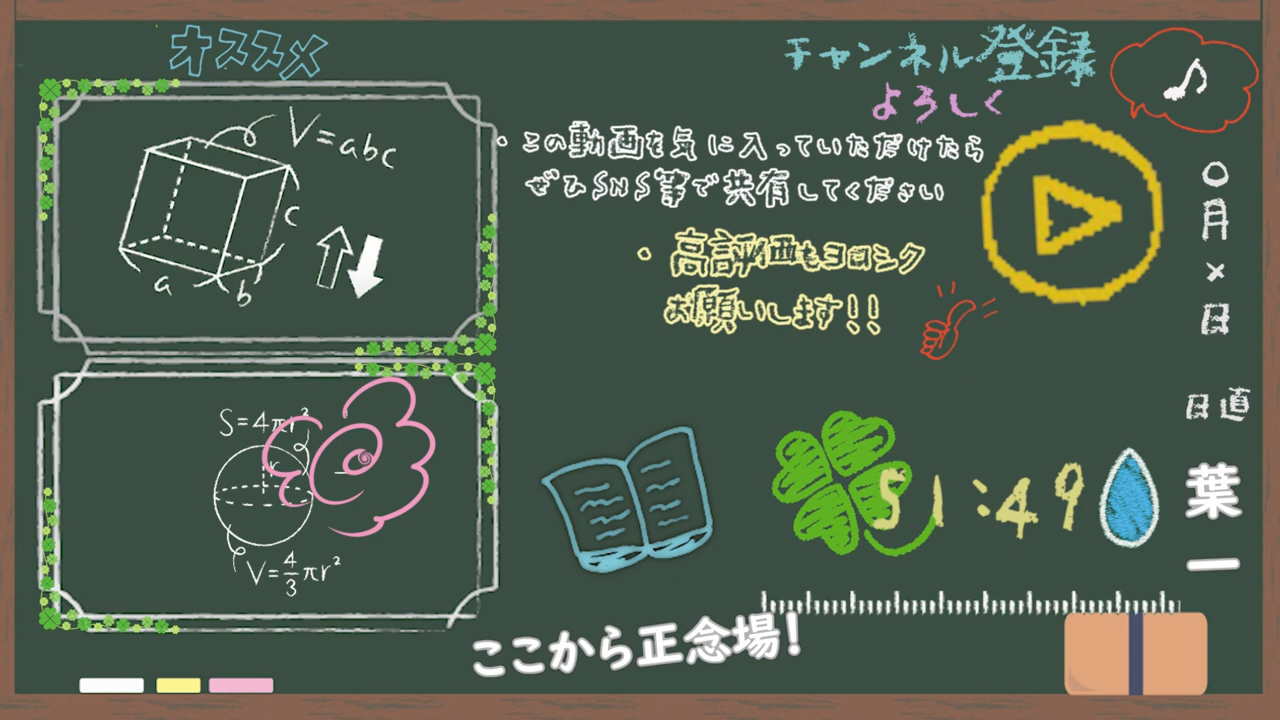 オススメ
V=abc
c
a
b
S=4πr²
r
V=4/3πr²
チャンネル登録
よろしく
・この動画を気に入っていただけたら
ぜひSNS等で共有してください
・高評価もヨロシク
お願いします!!
♪
〇月×日
日直
葉一
51:49
ここから正念場!